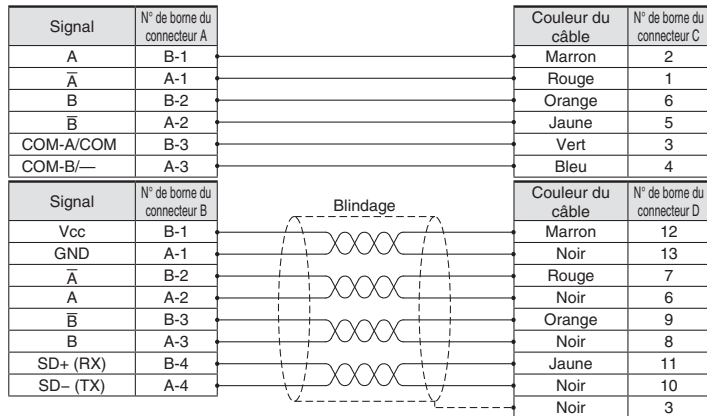 Signal N° de borne du connecteur A Couleur du câble N° de borne du connecteur C
A B-1 Marron 2
A̅ A-1 Rouge 1
B B-2 Orange 6
B̅ A-2 Jaune 5
COM-A/COM B-3 Vert 3
COM-B/— A-3 Bleu 4
Signal N° de borne du connecteur B Blindage Couleur du câble N° de borne du connecteur D
Vcc B-1 Marron 12
GND A-1 Noir 13
A̅ B-2 Rouge 7
A A-2 Noir 6
B̅ B-3 Orange 9
B A-3 Noir 8
SD+ (RX) B-4 Jaune 11
SD− (TX) A-4 Noir 10
Noir 3